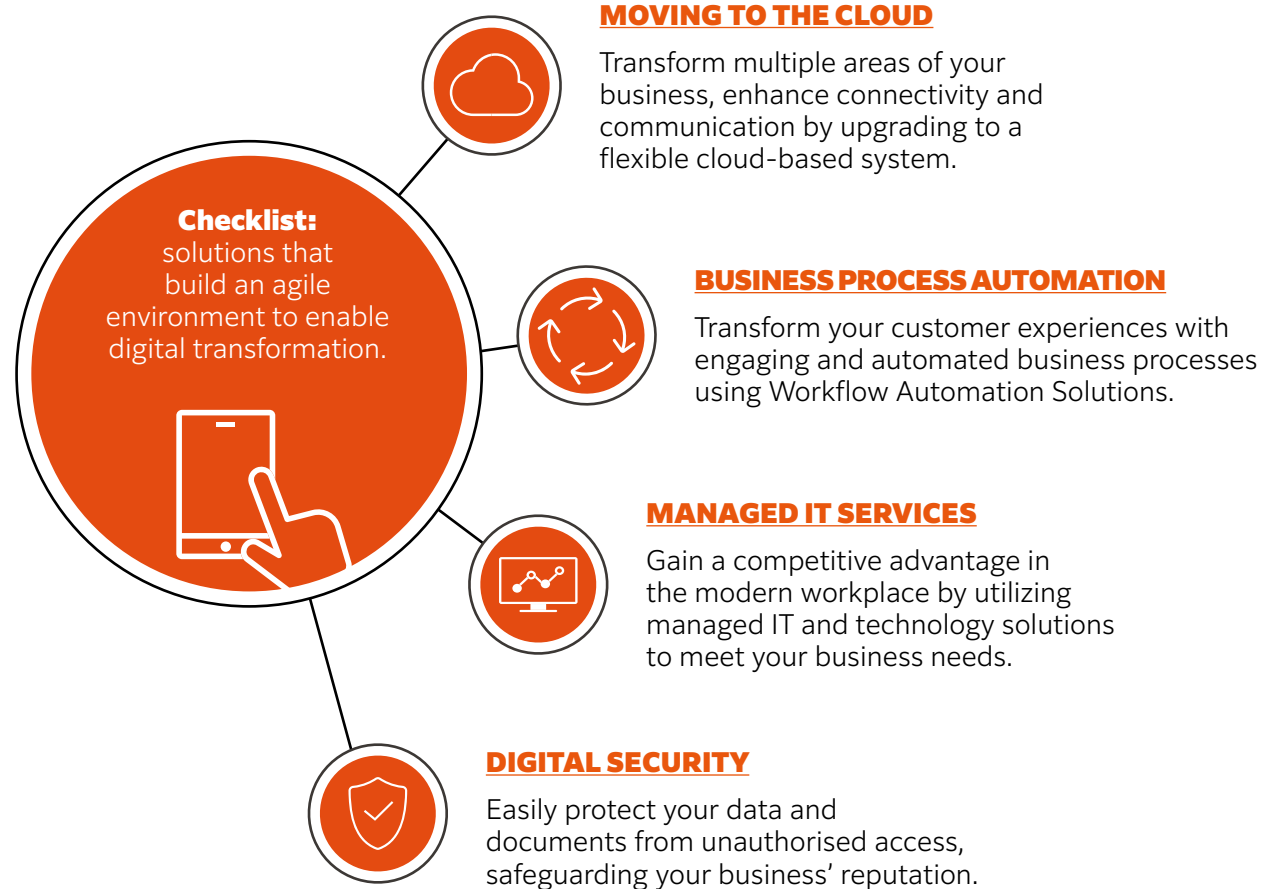 MOVING TO THE CLOUD
Transform multiple areas of your
business, enhance connectivity and
communication by upgrading to a
flexible cloud-based system.
Checklist:
solutions that
build an agile
environment to enable
digital transformation.
BUSINESS PROCESS AUTOMATION
Transform your customer experiences with
engaging and automated business processes
using Workflow Automation Solutions.
MANAGED IT SERVICES
Gain a competitive advantage in
the modern workplace by utilizing
managed IT and technology solutions
to meet your business needs.
DIGITAL SECURITY
Easily protect your data and
documents from unauthorised access,
safeguarding your business’ reputation.